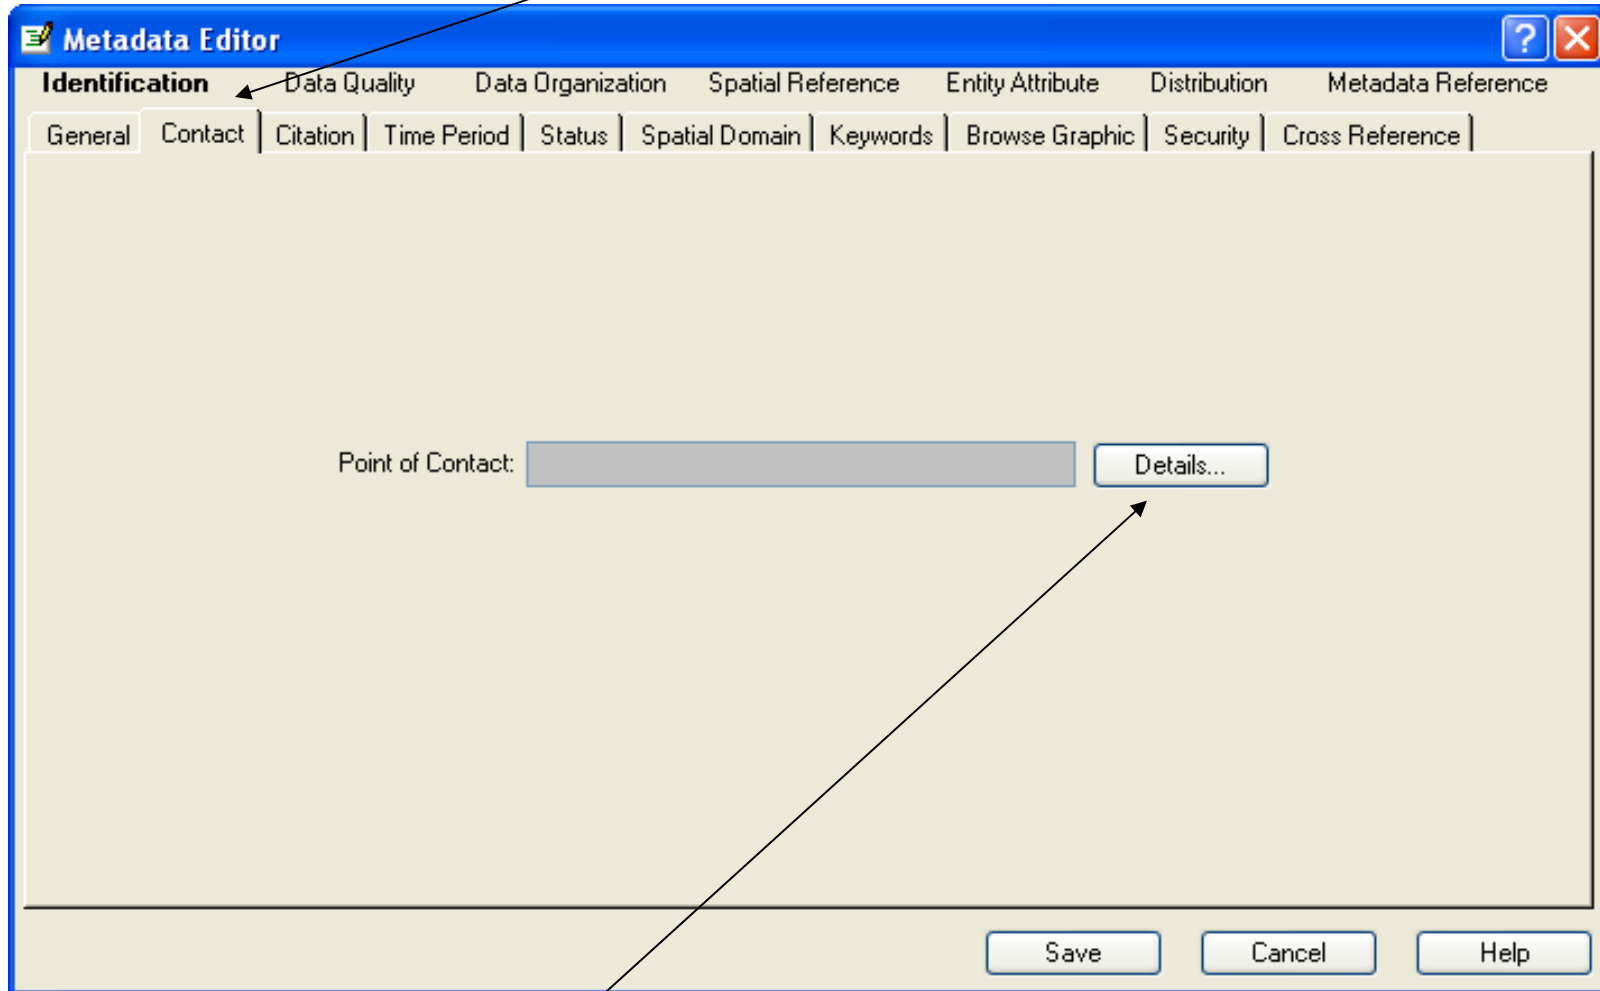 Metadata Editor
Identification Data Quality Data Organization Spatial Reference Entity Attribute Distribution Metadata Reference
General Contact Citation Time Period Status Spatial Domain Keywords Browse Graphic Security Cross Reference
Point of Contact: Details...
Save Cancel Help